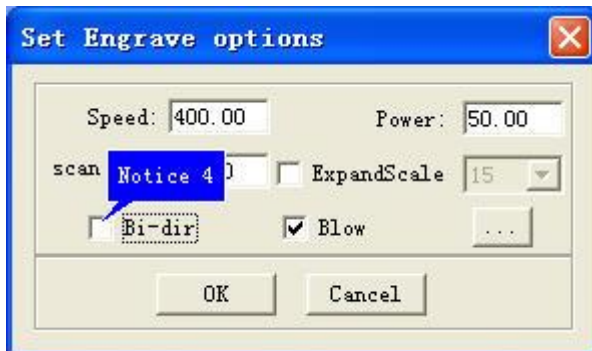 Set Engrave options
Speed: 400.00 Power: 50.00
scan Notice 4 ExpandScale 15
Bi-dir Blow ...
OK Cancel